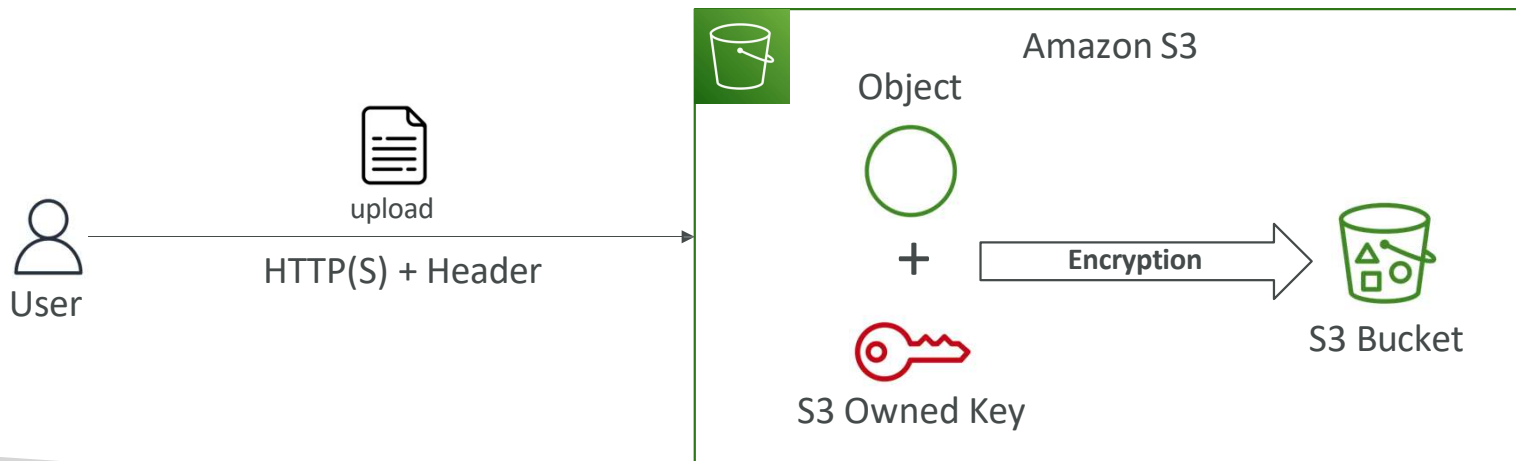 Amazon S3
Object
upload
HTTP(S) + Header
User
+
Encryption
S3 Owned Key
S3 Bucket